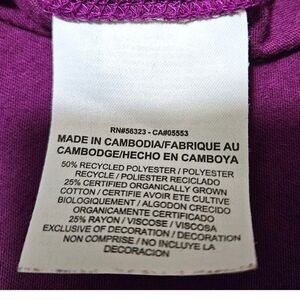 RN#56323 - CA#05553
MADE IN CAMBODIA/FABRIQUE AU
CAMBODGE/HECHO EN CAMBOYA
50% RECYCLED POLYESTER / POLYESTER
RECYCLE / POLIESTER RECICLADO
25% CERTIFIED ORGANICALLY GROWN
COTTON / CERTIFIE AVOIR ETE CULTIVE
BIOLOGIQUEMENT / ALGODON CRECIDO
ORGANICAMENTE CERTIFICADO
25% RAYON / VISCOSE / VISCOSA
EXCLUSIVE OF DECORATION / DECORATION
NON COMPRISE / NO INCLUYE LA
DECORACION